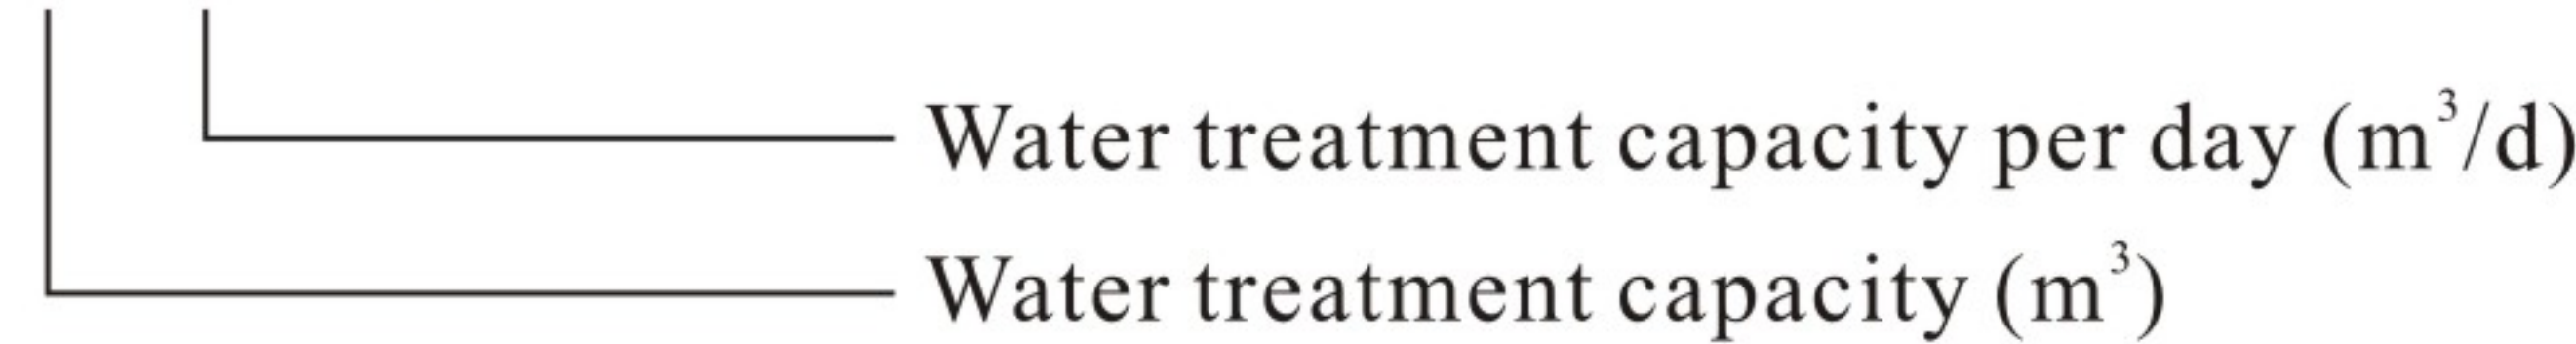 Water treatment capacity per day (m³/d)
Water treatment capacity (m³)